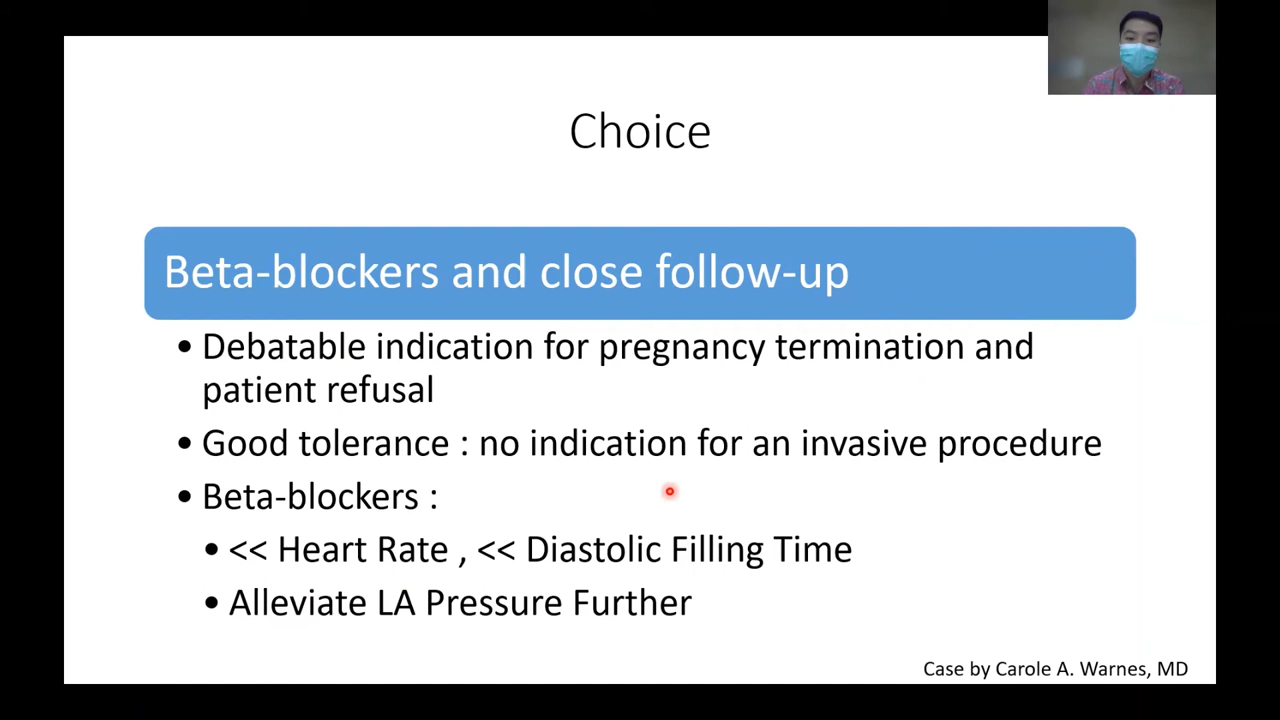 Choice
Beta-blockers and close follow-up
• Debatable indication for pregnancy termination and
patient refusal
• Good tolerance : no indication for an invasive procedure
• Beta-blockers :
• << Heart Rate , << Diastolic Filling Time
• Alleviate LA Pressure Further
Case by Carole A. Warnes, MD